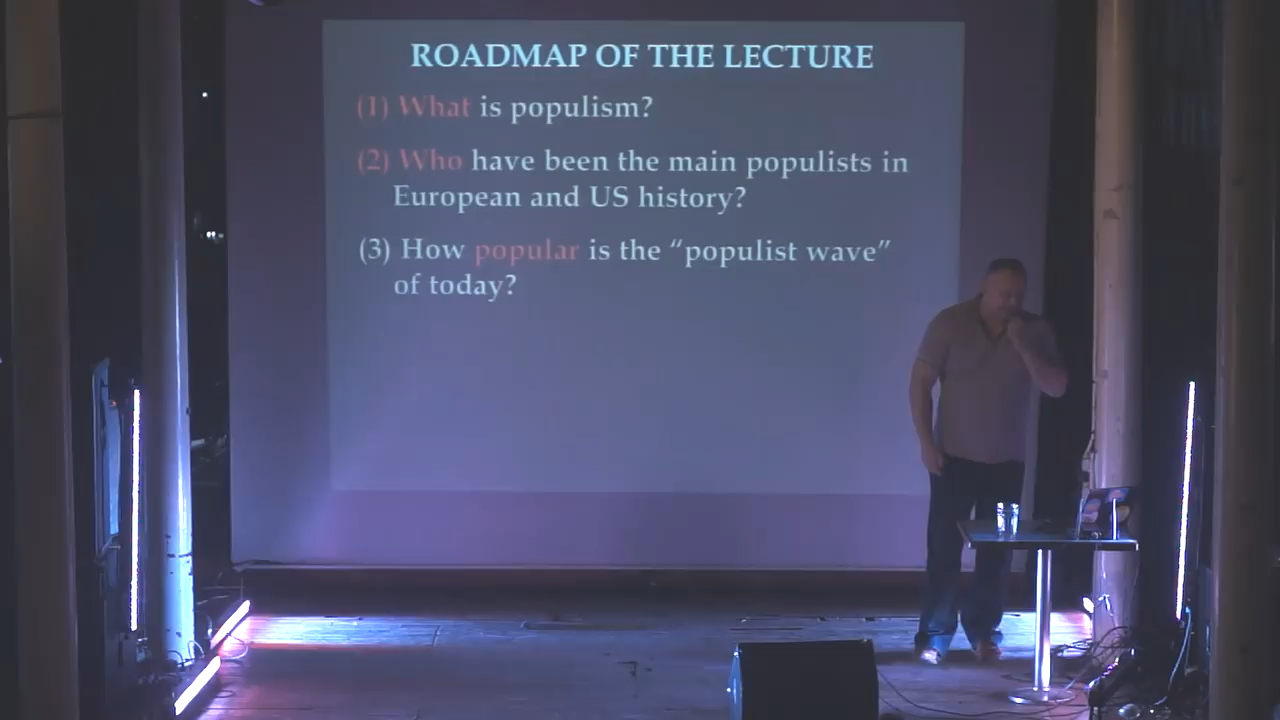 ROADMAP OF THE LECTURE
(1) What is populism?
(2) Who have been the main populists in
European and US history?
(3) How popular is the “populist wave”
of today?